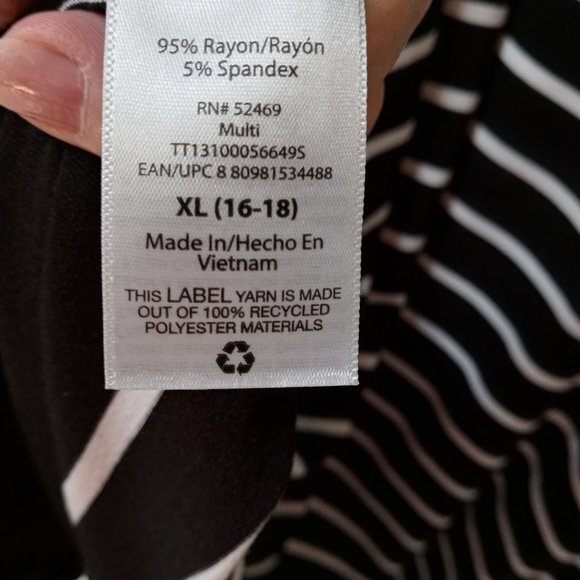 95% Rayon/Rayón
5% Spandex
RN# 52469
Multi
TT13100056649S
EAN/UPC 8 80981534488
XL (16-18)
Made In/Hecho En
Vietnam
THIS LABEL YARN IS MADE
OUT OF 100% RECYCLED
POLYESTER MATERIALS